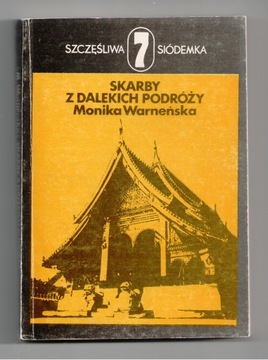 SZCZĘŚLIWA 7 SIÓDEMKA
SKARBY
Z DALEKICH PODRÓŻY
Monika Warneńska